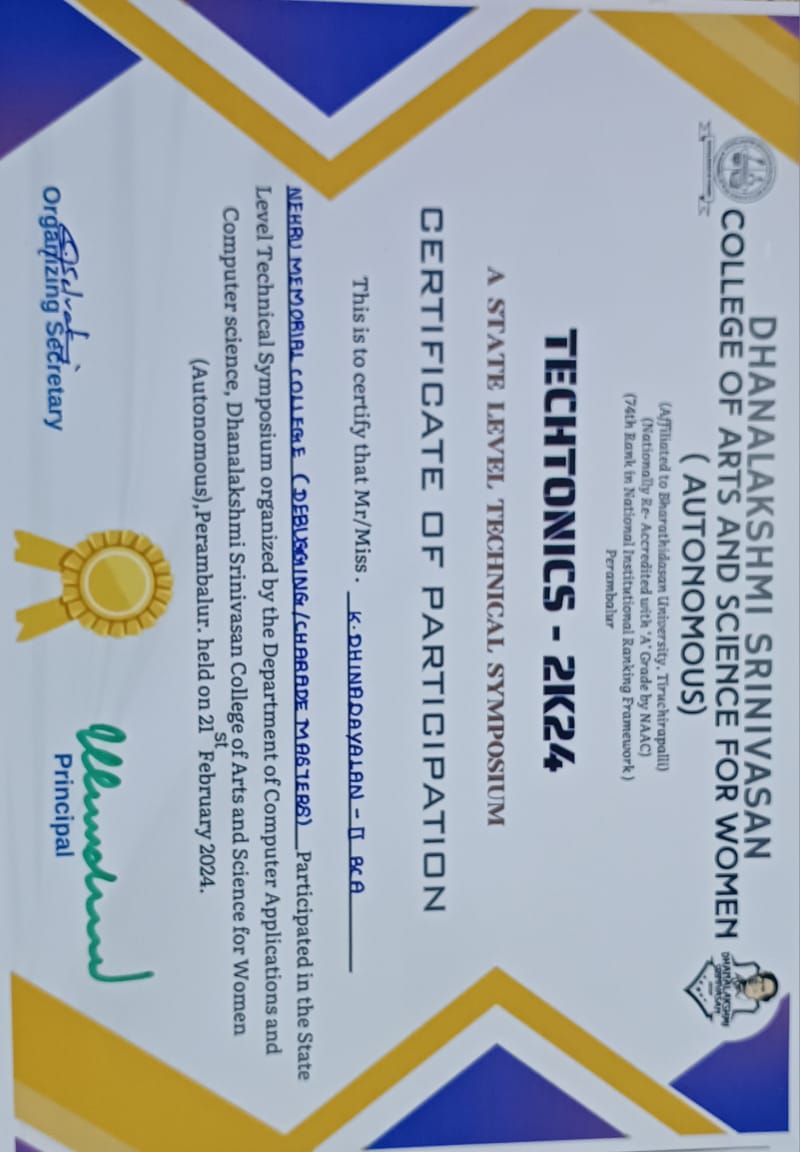 DHANALAKSHMI SRINIVASAN
COLLEGE OF ARTS AND SCIENCE FOR WOMEN
( AUTONOMOUS)
DHANALAKSHMI
SRINIVASAN
(Affiliated to Bharathidasan University, Tiruchirapalli)
(Nationally Re- Accredited with 'A' Grade by NAAC)
(74th Rank in National Institutional Ranking Framework )
Perambalur
TECHTONICS - 2K24
A STATE LEVEL TECHNICAL SYMPOSIUM
CERTIFICATE OF PARTICIPATION
This is to certify that Mr/Miss . K.DHINADAYALAN - II BCA
NEHRU MEMORIAL COLLEGE (DEBUGGING/CHARADE MASTERS) Participated in the State
Level Technical Symposium organized by the Department of Computer Applications and
Computer science, Dhanalakshmi Srinivasan College of Arts and Science for Women
(Autonomous),Perambalur. held on 21st February 2024.
Organizing Secretary
Principal